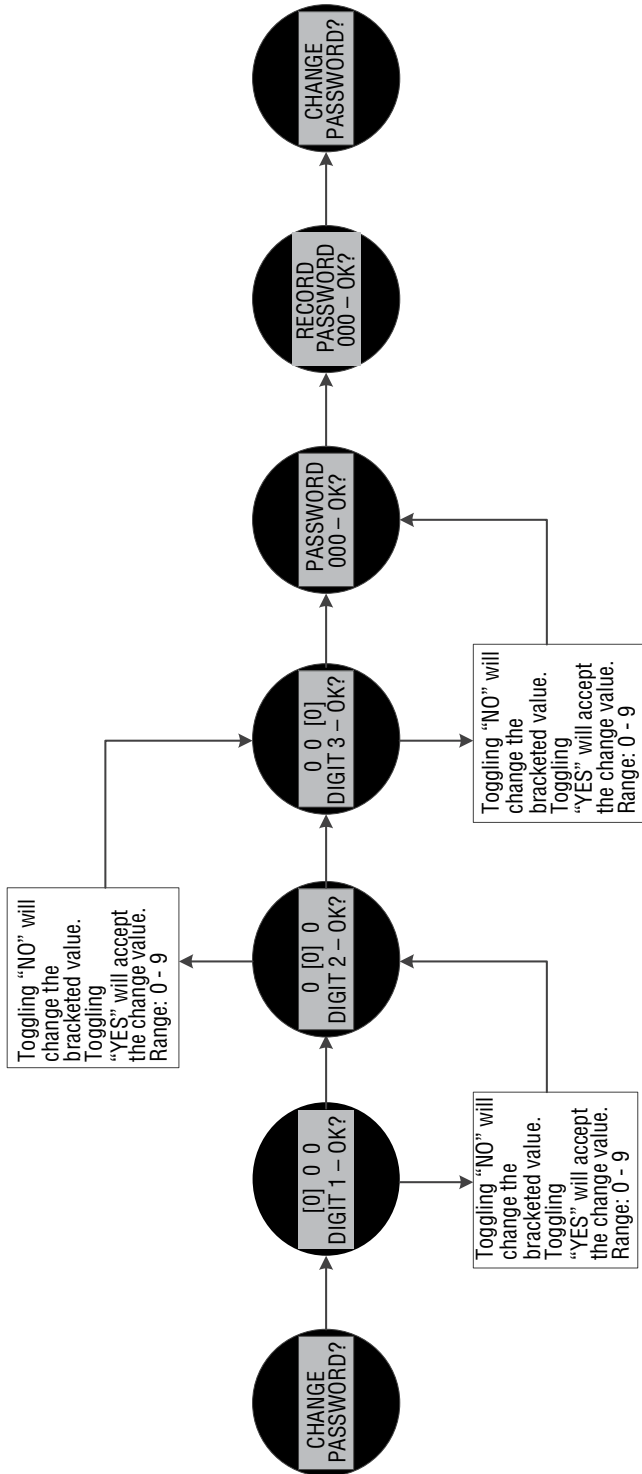 CHANGE
PASSWORD?
[0] 0 0
DIGIT 1 – OK?
Toggling “NO” will
change the
bracketed value.
Toggling
“YES” will accept
the change value.
Range: 0 - 9
0 [0] 0
DIGIT 2 – OK?
Toggling “NO” will
change the
bracketed value.
Toggling
“YES” will accept
the change value.
Range: 0 - 9
0 0 [0]
DIGIT 3 – OK?
Toggling “NO” will
change the
bracketed value.
Toggling
“YES” will accept
the change value.
Range: 0 - 9
PASSWORD
000 – OK?
RECORD
PASSWORD
000 – OK?
CHANGE
PASSWORD?